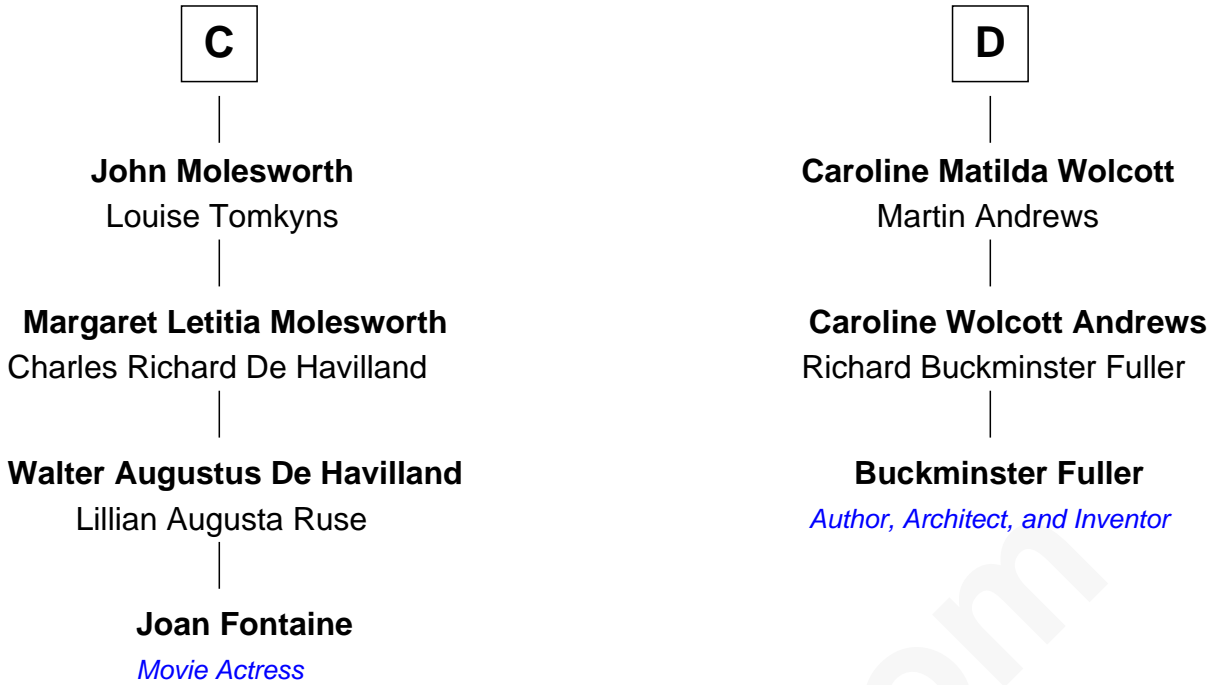 C
John Molesworth
Louise Tomkyns
Margaret Letitia Molesworth
Charles Richard De Havilland
Walter Augustus De Havilland
Lillian Augusta Ruse
Joan Fontaine
Movie Actress
D
Caroline Matilda Wolcott
Martin Andrews
Caroline Wolcott Andrews
Richard Buckminster Fuller
Buckminster Fuller
Author, Architect, and Inventor
om